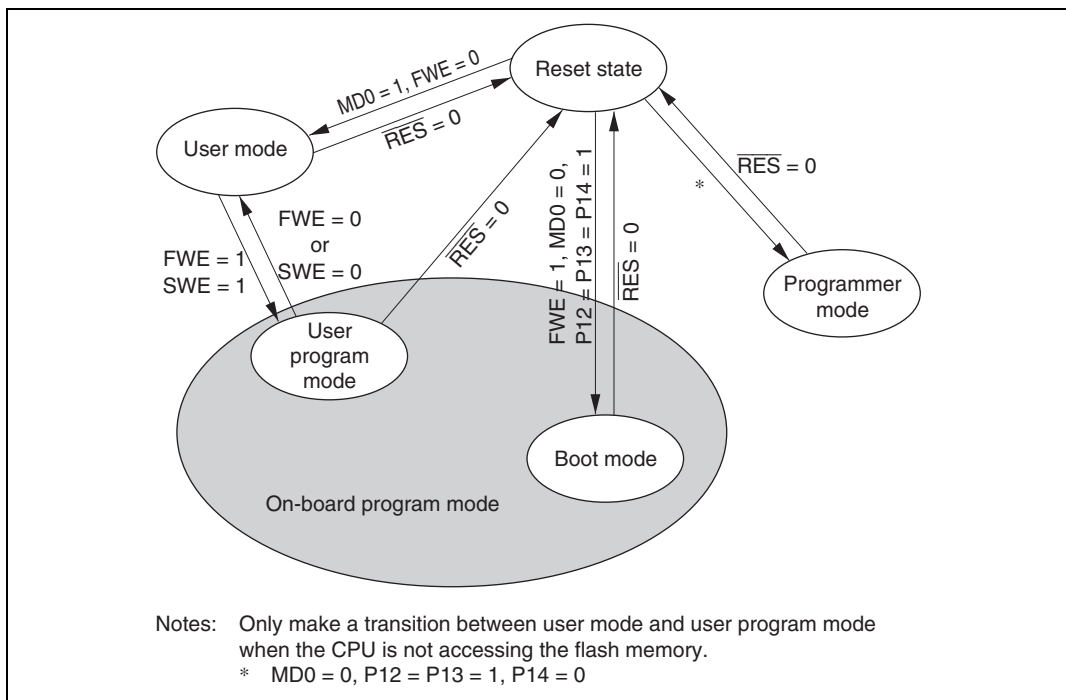 Reset state
MD0 = 1, FWE = 0
RES = 0
User mode
FWE = 1
SWE = 1
FWE = 0
or
SWE = 0
RES = 0
FWE = 1, MD0 = 0,
P12 = P13 = P14 = 1
RES = 0
*
RES = 0
Programmer
mode
User
program
mode
Boot mode
On-board program mode
Notes: Only make a transition between user mode and user program mode
when the CPU is not accessing the flash memory.
* MD0 = 0, P12 = P13 = 1, P14 = 0